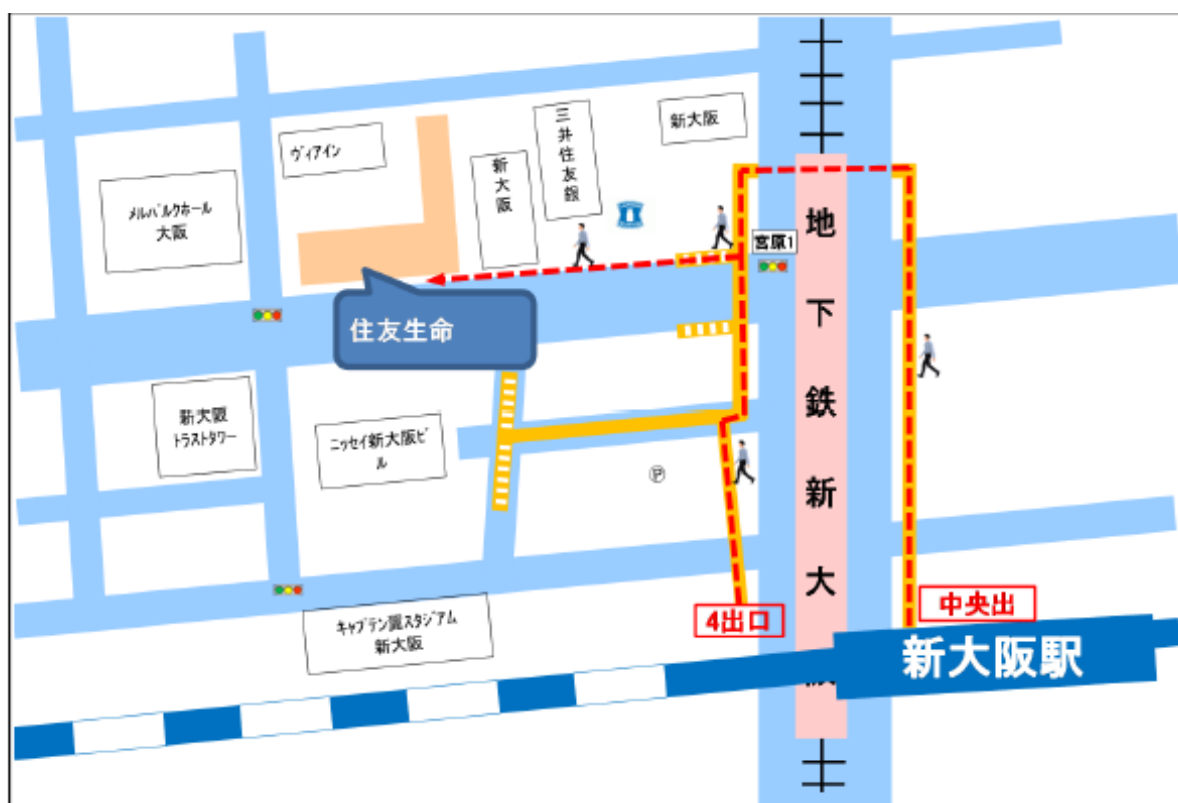 新大阪
三井住友銀
新大阪
ヴィアイン
メルパルクホール
大阪
宮原1
地下鉄新大
住友生命
新大阪
トラストタワー
ニッセイ新大阪ビ
ル
Ⓟ
キャプテン翼スタジアム
新大阪
4出口
中央出
新大阪駅